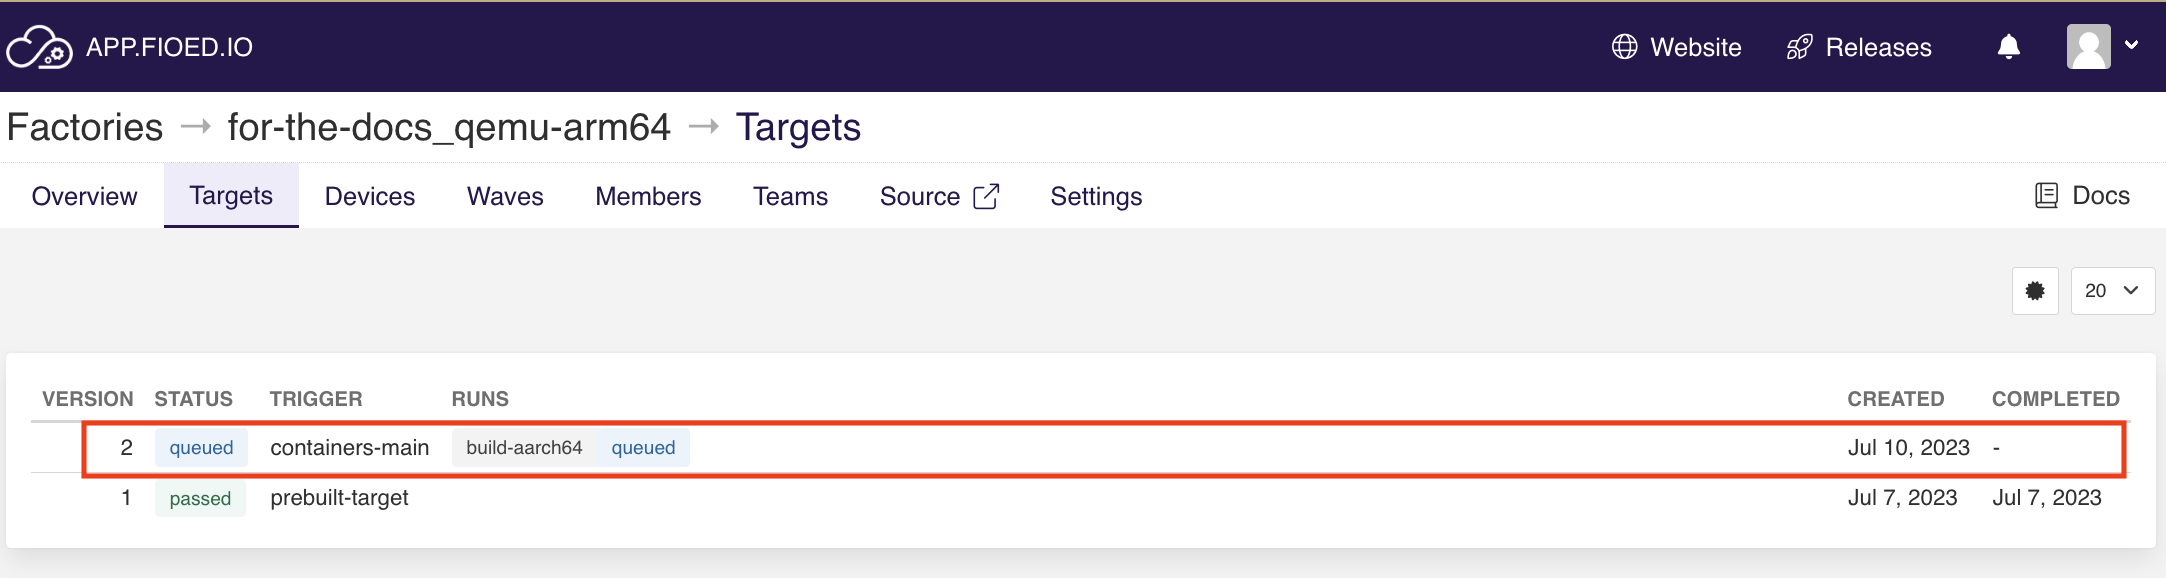 APP.FIOED.IO Website Releases
Factories → for-the-docs_qemu-arm64 → Targets
Overview Targets Devices Waves Members Teams Source Settings Docs
20
VERSION STATUS TRIGGER RUNS CREATED COMPLETED
2 queued containers-main build-aarch64 queued Jul 10, 2023 -
1 passed prebuilt-target Jul 7, 2023 Jul 7, 2023